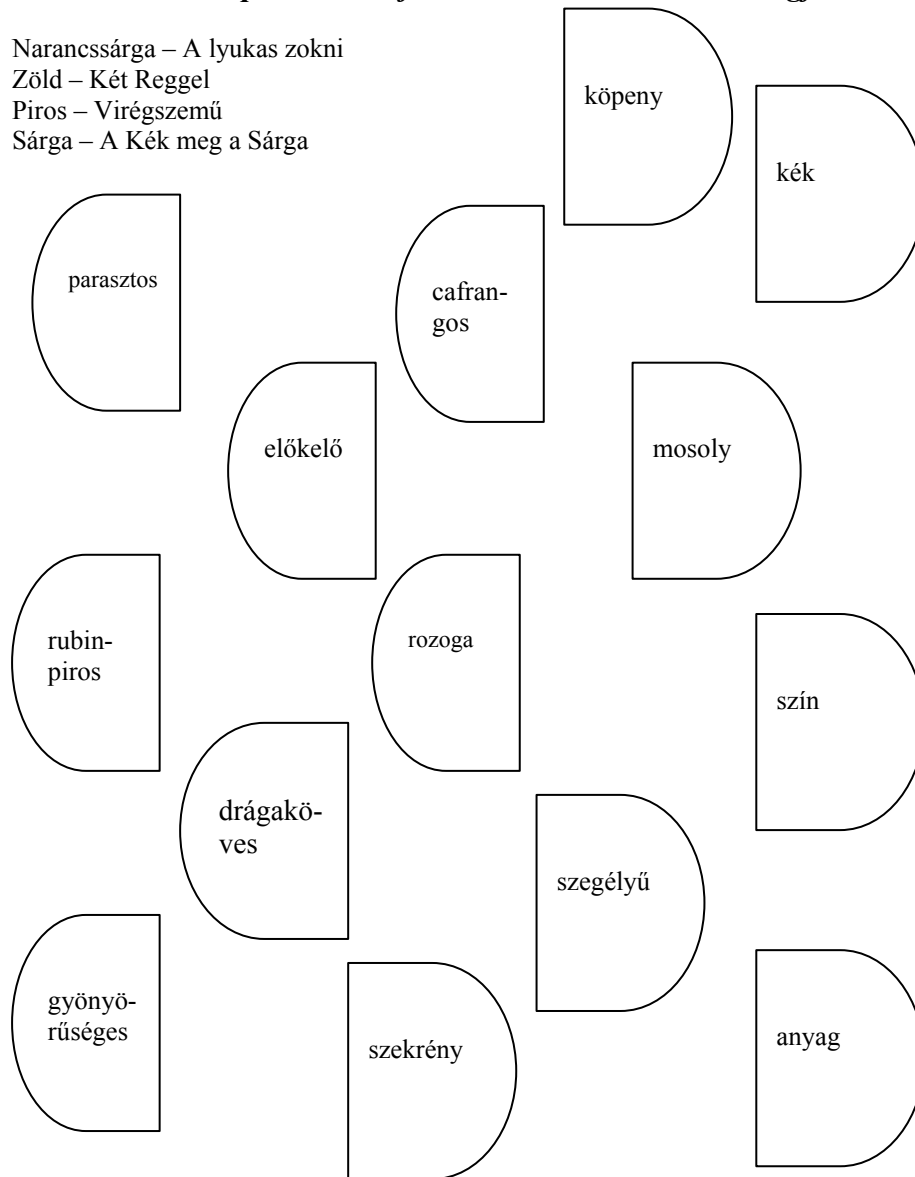 Narancssárga – A lyukas zokni
Zöld – Két Reggel
Piros – Virégszemű
Sárga – A Kék meg a Sárga
köpeny
kék
parasztos
cafran-
gos
előkelő
mosoly
rubin-
piros
rozoga
szín
drágakö-
ves
szegélyű
gyönyö-
rűséges
szekrény
anyag